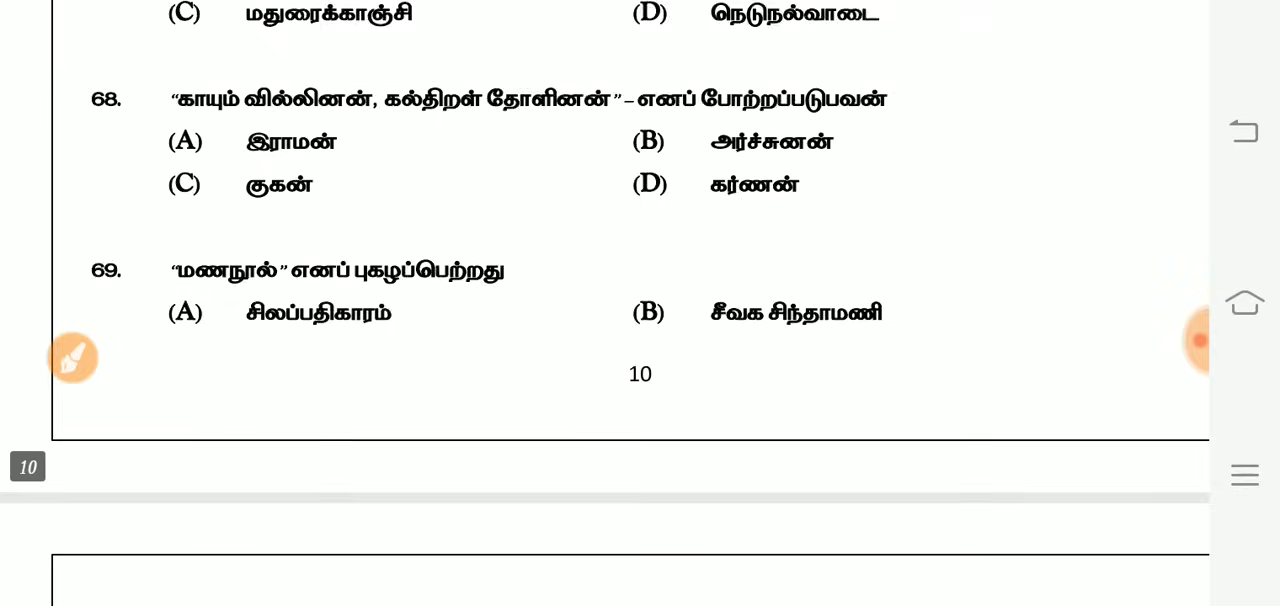 (C) மதுரைக்காஞ்சி (D) நெடுநல்வாடை
68. “காயும் வில்லினன், கல்திறள் தோளினன்” – எனப் போற்றப்படுபவன்
(A) இராமன் (B) அர்ச்சுனன்
(C) குகன் (D) கர்ணன்
69. “மணநூல்” எனப் புகழப்பெற்றது
(A) சிலப்பதிகாரம் (B) சீவக சிந்தாமணி
10
10